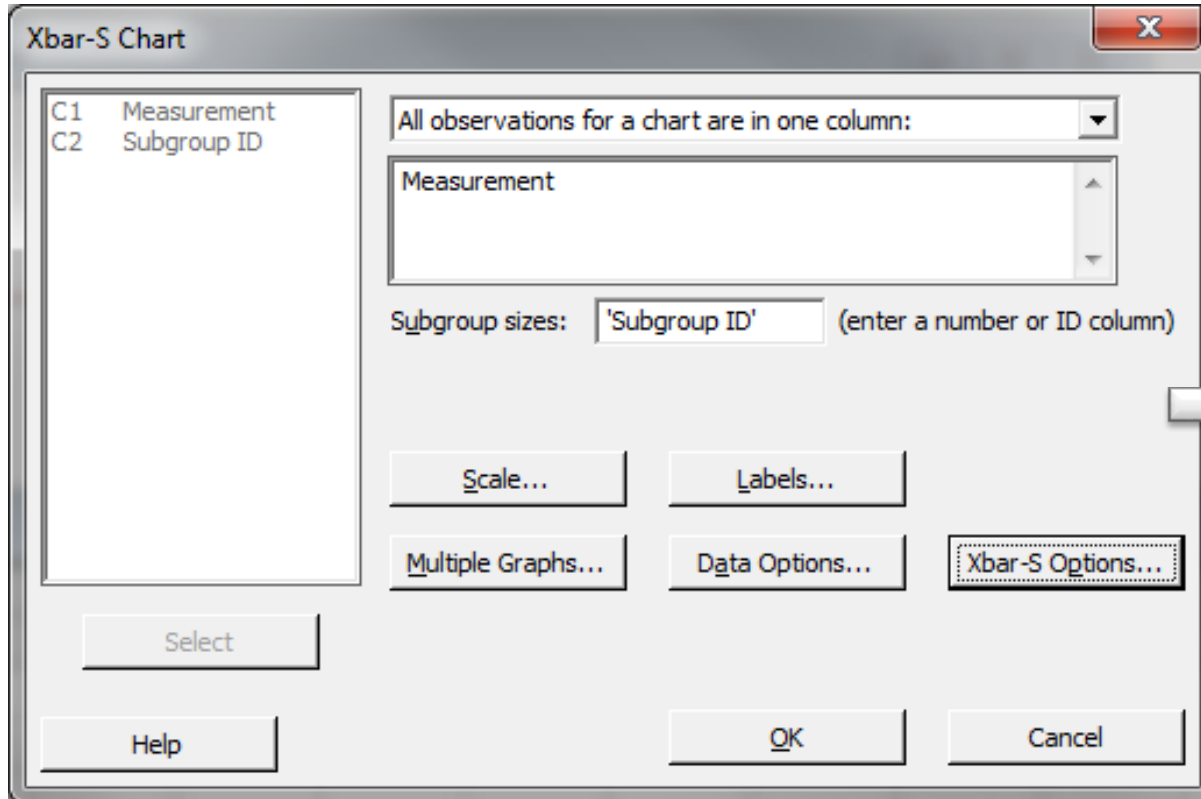 Xbar-S Chart
C1 Measurement
C2 Subgroup ID
All observations for a chart are in one column:
Measurement
Subgroup sizes: 'Subgroup ID' (enter a number or ID column)
Scale... Labels...
Multiple Graphs... Data Options... Xbar-S Options...
Select
Help OK Cancel